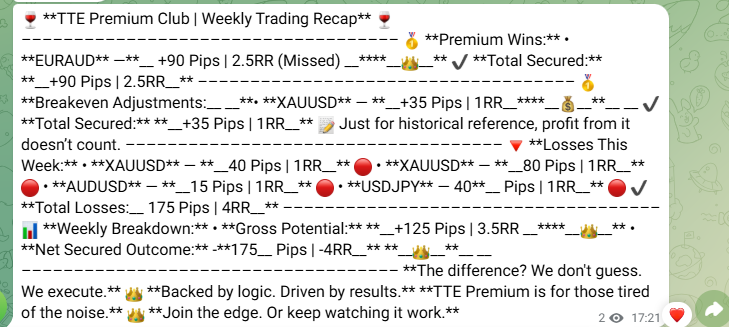 🍷 **TTE Premium Club | Weekly Trading Recap** 🍷
−−−−−−−−−−−−−−−−−−−−−−−−−−−−− 🥇 **Premium Wins:** •
**EURAUD** —**__ +90 Pips | 2.5RR (Missed) __****__👑__** ✔️ **Total Secured:**
**__+90 Pips | 2.5RR__** −−−−−−−−−−−−−−−−−−−−−−−−−−−−− 🥇
**Breakeven Adjustments:__ __**• **XAUUSD** — **__+35 Pips | 1RR__****__💰__**__ __ ✔️
**Total Secured:** **__+35 Pips | 1RR__** 📝 Just for historical reference, profit from it
doesn't count. −−−−−−−−−−−−−−−−−−−−−−−−−−−−− 🔻 **Losses This
Week:** • **XAUUSD** — **__40 Pips | 1RR__** 🔴 • **XAUUSD** — **__80 Pips | 1RR__**
🔴 • **AUDUSD** — **__15 Pips | 1RR__** 🔴 • **USDJPY** — 40**__ Pips | 1RR__** 🔴 ✔️
**Total Losses:__ 175 Pips | 4RR__** −−−−−−−−−−−−−−−−−−−−−−−−−−−−−
📊 **Weekly Breakdown:** • **Gross Potential:** **__+125 Pips | 3.5RR __****__👑__** •
**Net Secured Outcome:** -**175__ Pips | -4RR__** **__👑__**__ __
−−−−−−−−−−−−−−−−−−−−−−−−−−−−− **The difference? We don't guess.
We execute.** 👑 **Backed by logic. Driven by results.** **TTE Premium is for those tired
of the noise.** 👑 **Join the edge. Or keep watching it work.**
2 17:21